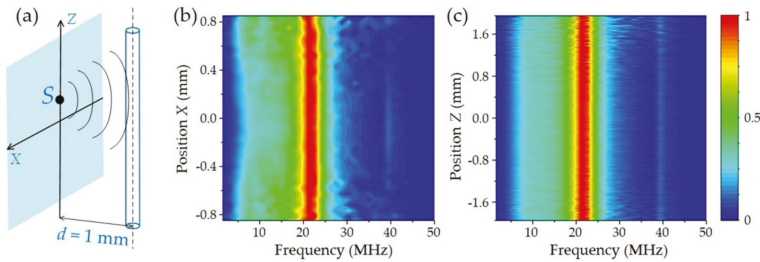 (a)
Z
S
X
d = 1 mm
(b)
0.8
0.4
0.0
-0.4
-0.8
Position X (mm)
10 20 30 40 50
Frequency (MHz)
(c)
1.6
0.8
0.0
-0.8
-1.6
Position Z (mm)
10 20 30 40 50
Frequency (MHz)
1
0.5
0